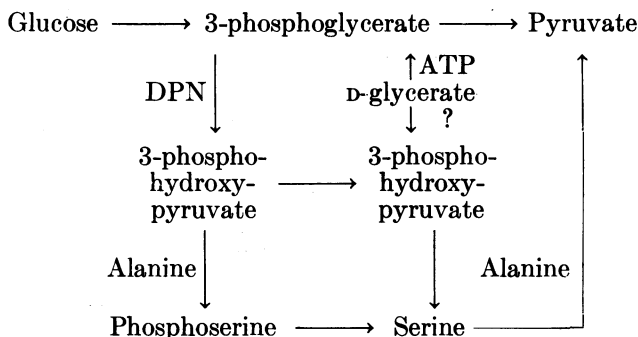 Glucose → 3-phosphoglycerate → Pyruvate
DPN
↑ATP
D-glycerate
↓ ?
3-phospho-
hydroxy-
pyruvate
3-phospho-
hydroxy-
pyruvate
Alanine
Alanine
Phosphoserine → Serine